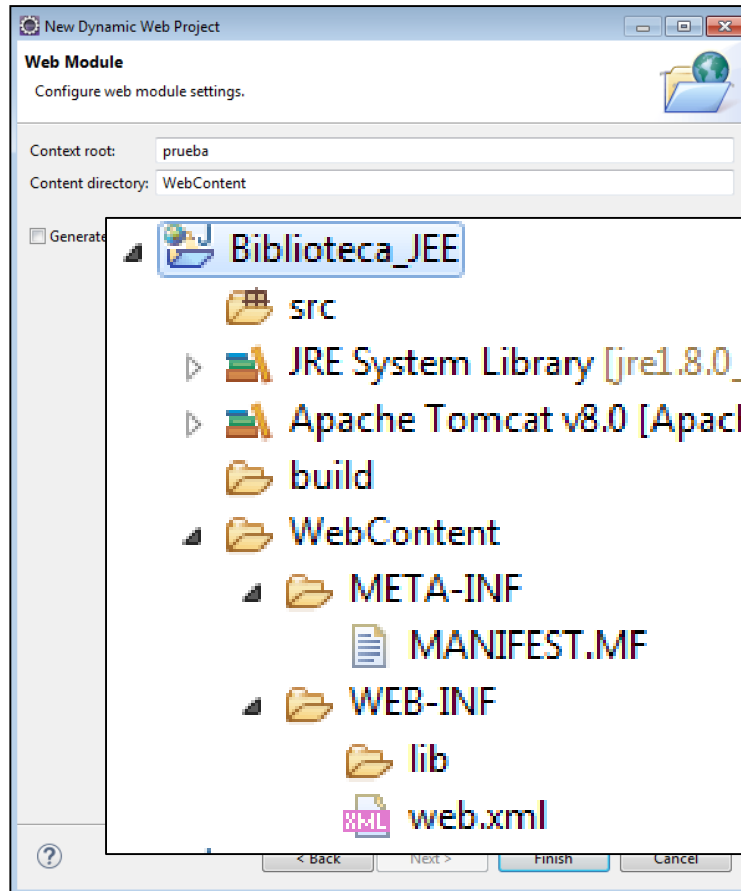 New Dynamic Web Project
Web Module
Configure web module settings.
Context root: prueba
Content directory: WebContent
Generate
Biblioteca_JEE
src
JRE System Library [jre1.8.0_
Apache Tomcat v8.0 [Apach
build
WebContent
META-INF
MANIFEST.MF
WEB-INF
lib
XML web.xml
? < Back Next > Finish Cancel